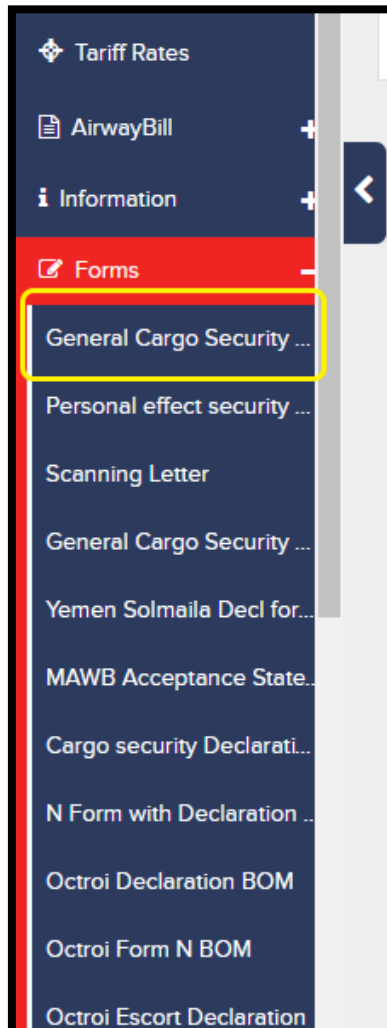 Tariff Rates
AirwayBill +
Information +
Forms –
General Cargo Security ...
Personal effect security ...
Scanning Letter
General Cargo Security ...
Yemen Solmaila Decl for...
MAWB Acceptance State..
Cargo security Declarati...
N Form with Declaration ..
Octroi Declaration BOM
Octroi Form N BOM
Octroi Escort Declaration